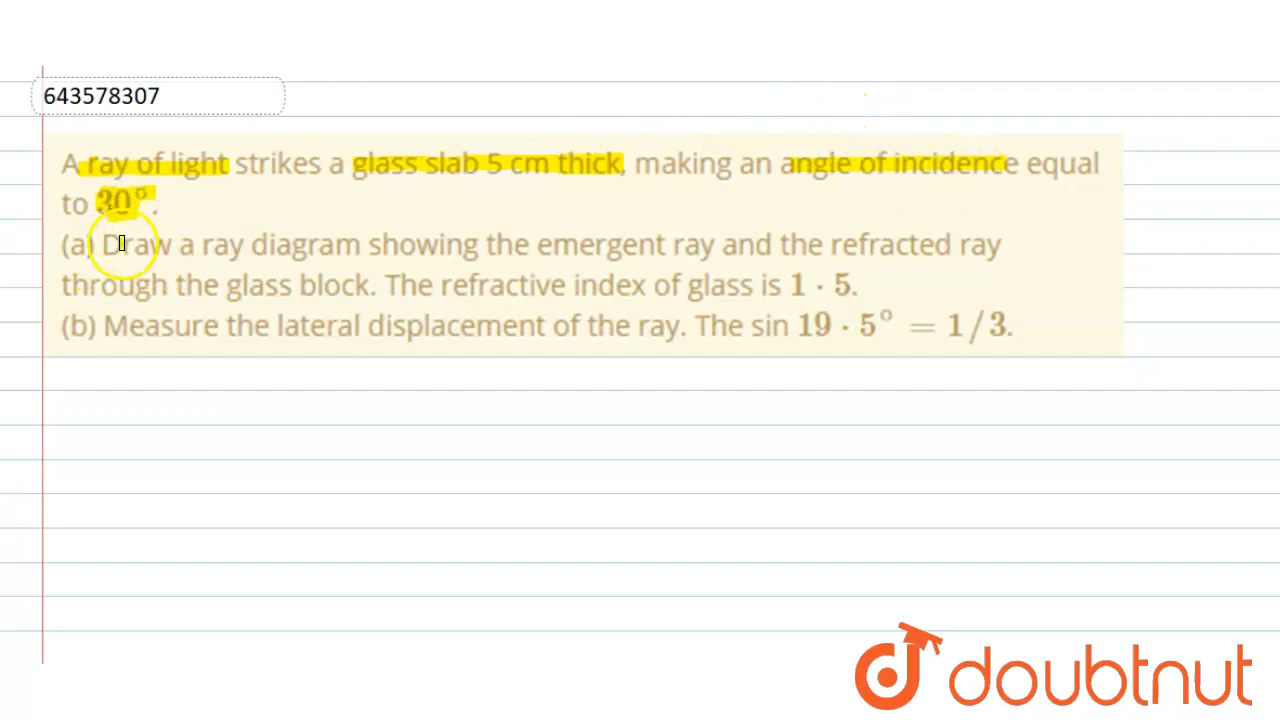 643578307
A ray of light strikes a glass slab 5 cm thick, making an angle of incidence equal
to 30°.
(a) Draw a ray diagram showing the emergent ray and the refracted ray
through the glass block. The refractive index of glass is 1 · 5.
(b) Measure the lateral displacement of the ray. The sin 19 · 5° = 1/3.
doubtnut